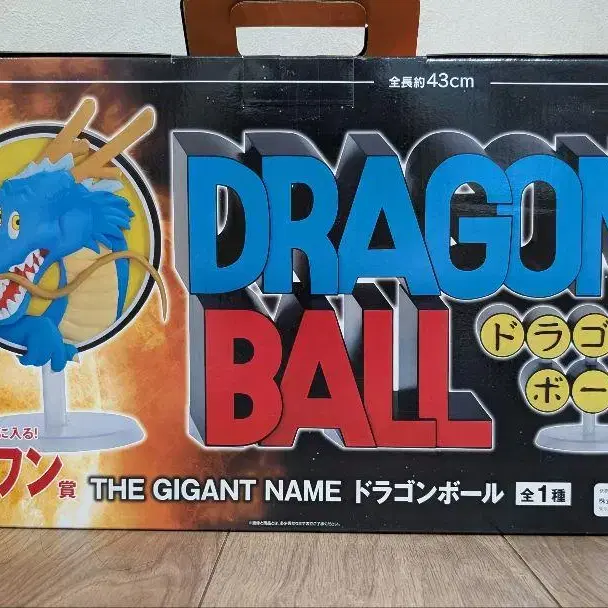 全長約43cm
DRAGON
BALL
ドラゴ
ボー
に入る!
ワン賞
THE GIGANT NAME ドラゴンボール 全1種